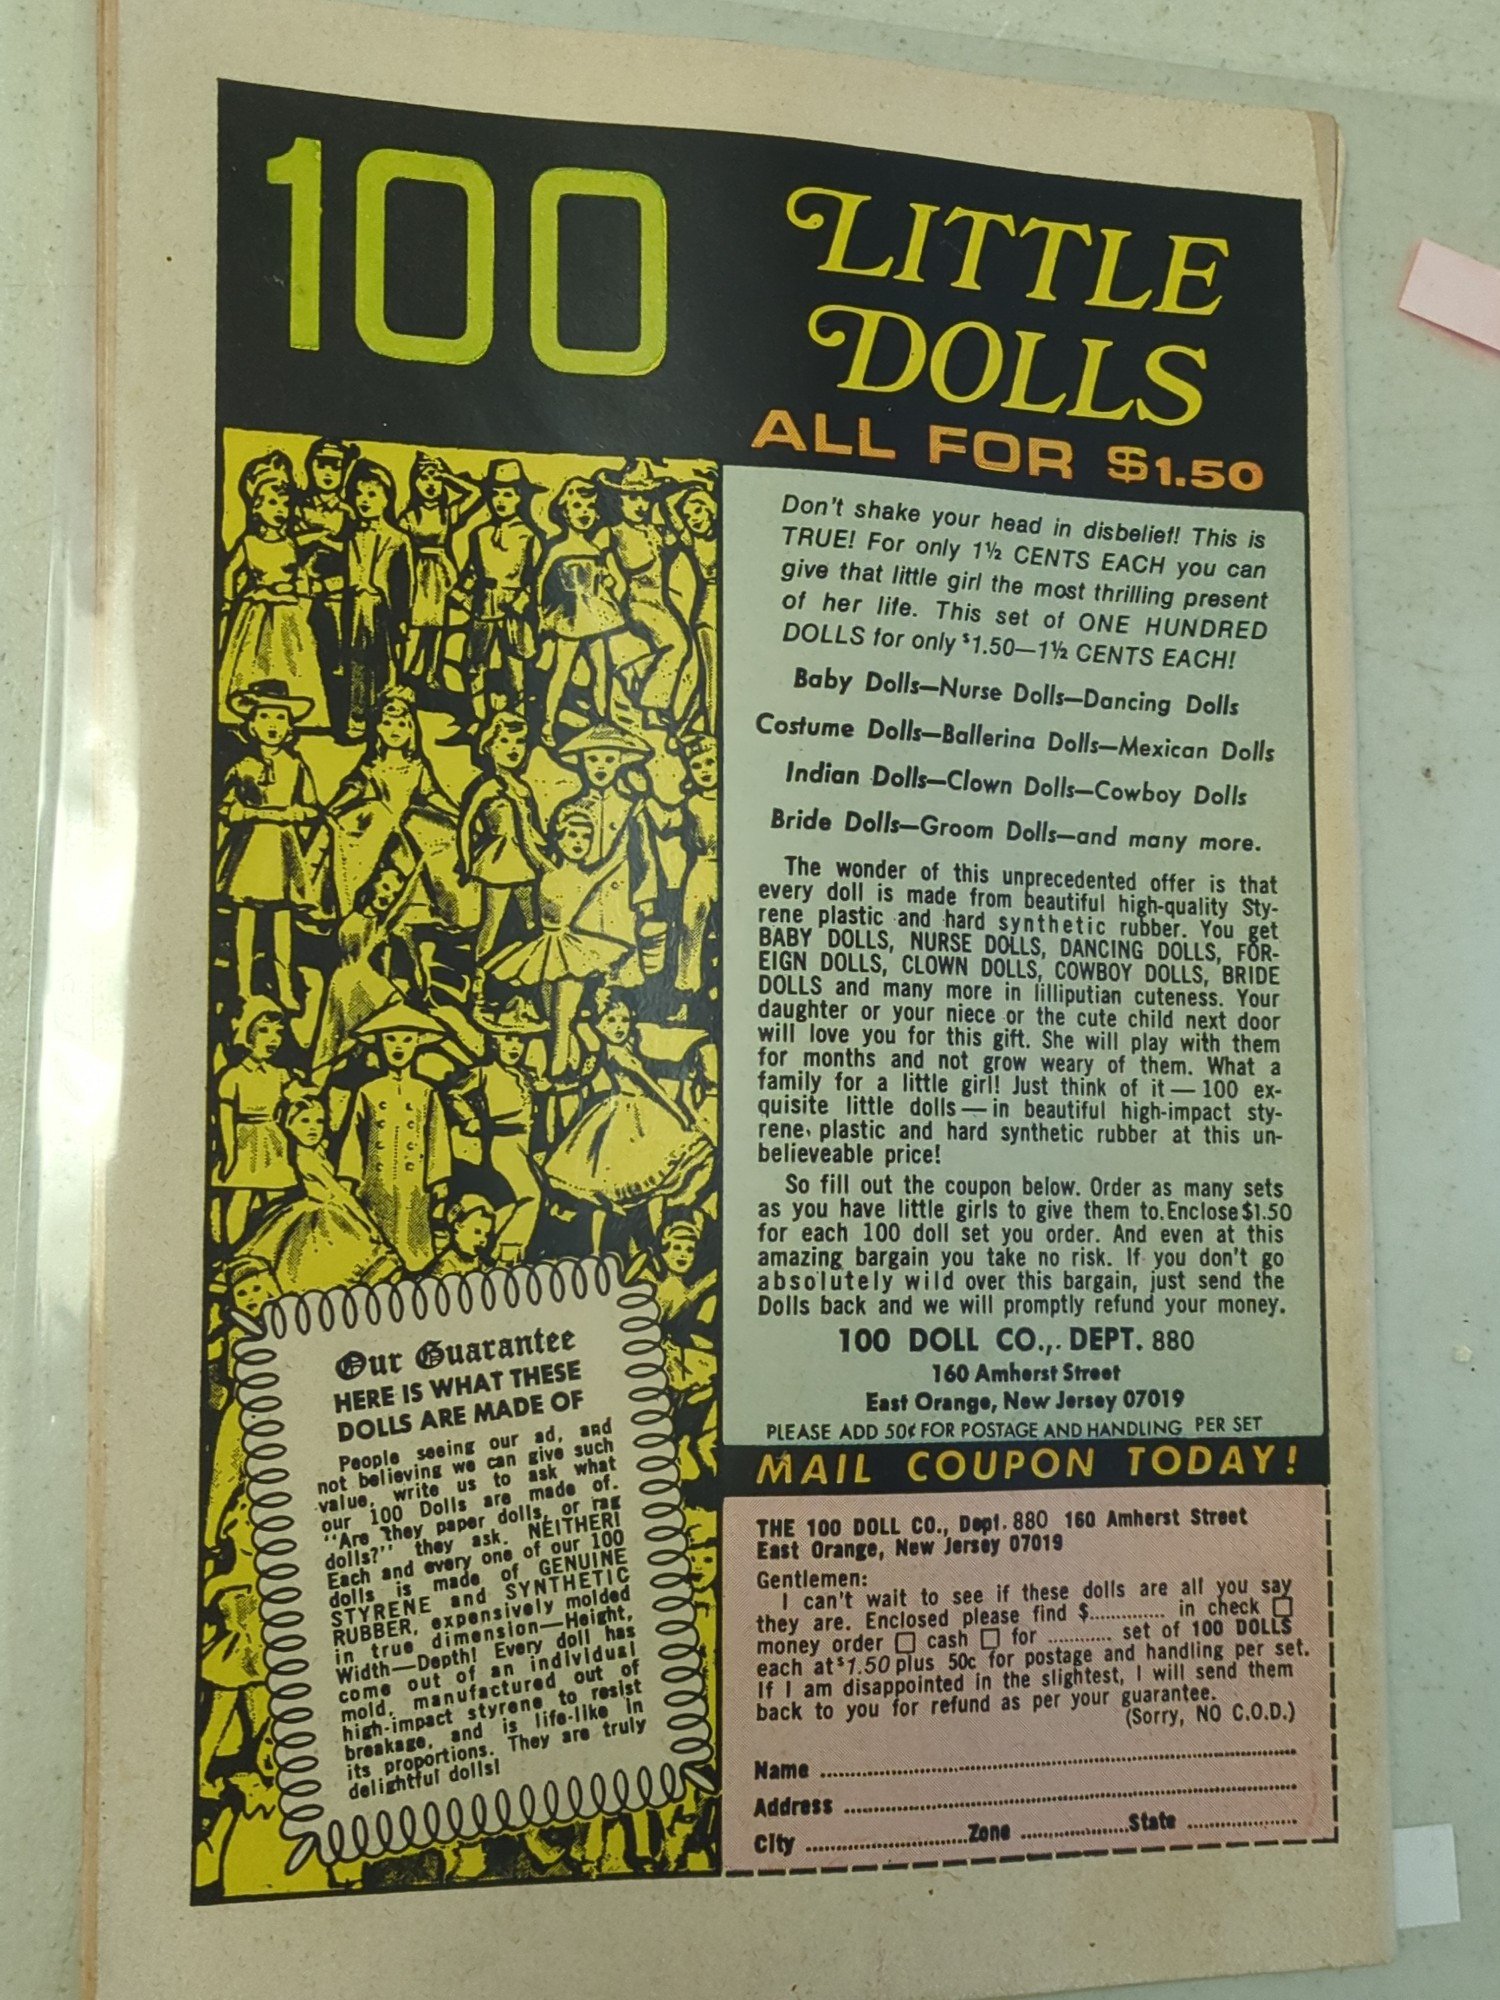 100
LITTLE
DOLLS
ALL FOR $1.50
Don't shake your head in disbelief! This is
TRUE! For only 1½ CENTS EACH you can
give that little girl the most thrilling present
of her life. This set of ONE HUNDRED
DOLLS for only $1.50—1½ CENTS EACH!
Baby Dolls—Nurse Dolls—Dancing Dolls
Costume Dolls—Ballerina Dolls—Mexican Dolls
Indian Dolls—Clown Dolls—Cowboy Dolls
Bride Dolls—Groom Dolls—and many more.
The wonder of this unprecedented offer is that
every doll is made from beautiful high-quality Sty-
rene plastic and hard synthetic rubber. You get
BABY DOLLS, NURSE DOLLS, DANCING DOLLS, FOR-
EIGN DOLLS, CLOWN DOLLS, COWBOY DOLLS, BRIDE
DOLLS and many more in lilliputian cuteness. Your
daughter or your niece or the cute child next door
will love you for this gift. She will play with them
for months and not grow weary of them. What a
family for a little girl! Just think of it — 100 ex-
quisite little dolls — in beautiful high-impact sty-
rene, plastic and hard synthetic rubber at this un-
believeable price!
So fill out the coupon below. Order as many sets
as you have little girls to give them to. Enclose $1.50
for each 100 doll set you order. And even at this
amazing bargain you take no risk. If you don't go
absolutely wild over this bargain, just send the
Dolls back and we will promptly refund your money.
100 DOLL CO.,. DEPT. 880
160 Amherst Street
East Orange, New Jersey 07019
PLEASE ADD 50¢ FOR POSTAGE AND HANDLING PER SET
Our Guarantee
HERE IS WHAT THESE
DOLLS ARE MADE OF
People seeing our ad, and
not believing we can give such
value, write us to ask what
our 100 Dolls are made of.
"Are they paper dolls, or rag
dolls?" they ask. NEITHER!
Each and every one of our 100
dolls is made of GENUINE
STYRENE and SYNTHETIC
RUBBER, expensively molded
in true dimension—Height,
Width—Depth! Every doll has
come out of an individual
mold, manufactured out of
high-impact styrene to resist
breakage, and is life-like in
its proportions. They are truly
delightful dolls!
MAIL COUPON TODAY!
THE 100 DOLL CO., Dept. 880 160 Amherst Street
East Orange, New Jersey 07019
Gentlemen:
I can't wait to see if these dolls are all you say
they are. Enclosed please find $.............. in check ☐
money order ☐ cash ☐ for ............ set of 100 DOLLS
each at $1.50 plus 50c for postage and handling per set.
If I am disappointed in the slightest, I will send them
back to you for refund as per your guarantee.
(Sorry, NO C.O.D.)
Name ..............................
Address ..............................
City .................... Zone .............. State ..............